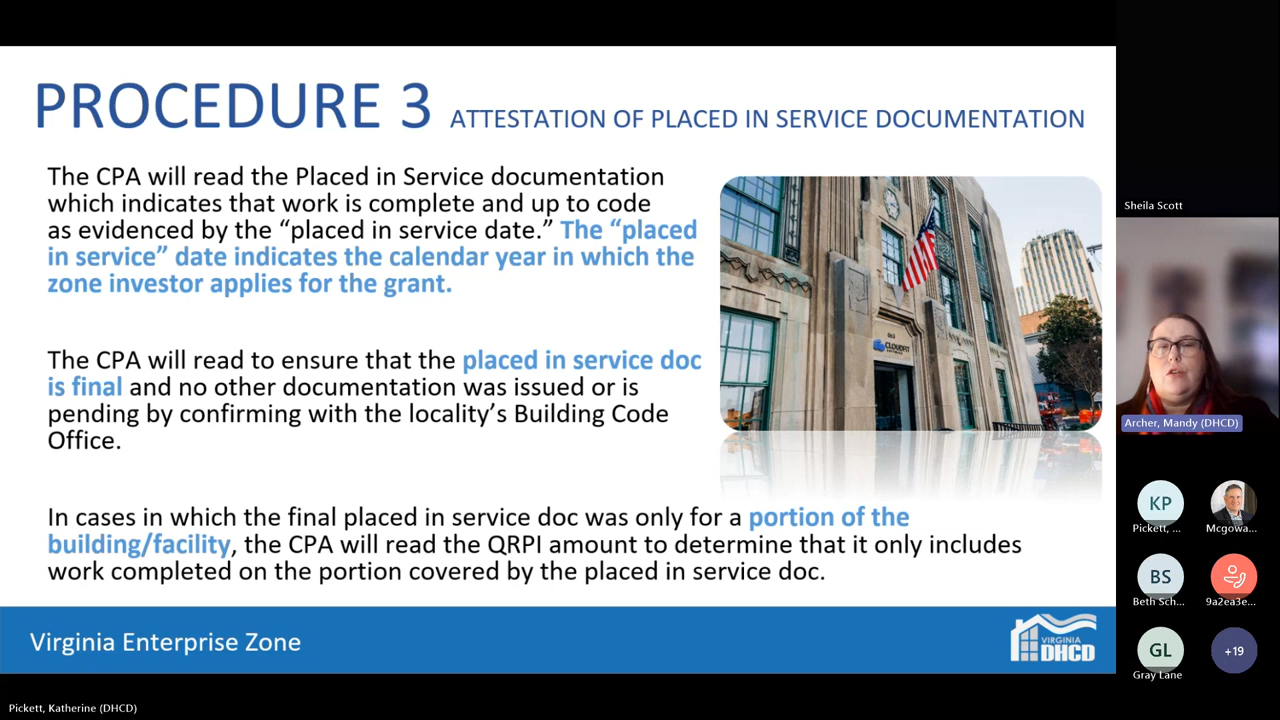 PROCEDURE 3 ATTESTATION OF PLACED IN SERVICE DOCUMENTATION
The CPA will read the Placed in Service documentation
which indicates that work is complete and up to code
as evidenced by the “placed in service date.” The “placed
in service” date indicates the calendar year in which the
zone investor applies for the grant.
The CPA will read to ensure that the placed in service doc
is final and no other documentation was issued or is
pending by confirming with the locality’s Building Code
Office.
In cases in which the final placed in service doc was only for a portion of the
building/facility, the CPA will read the QRPI amount to determine that it only includes
work completed on the portion covered by the placed in service doc.
CLOUDFIT
Virginia Enterprise Zone
VIRGINIA
DHCD
Sheila Scott
Archer, Mandy (DHCD)
KP
Pickett, ...
Mcgowa...
BS
Beth Sch...
9a2ea3e...
GL
Gray Lane
+19
Pickett, Katherine (DHCD)